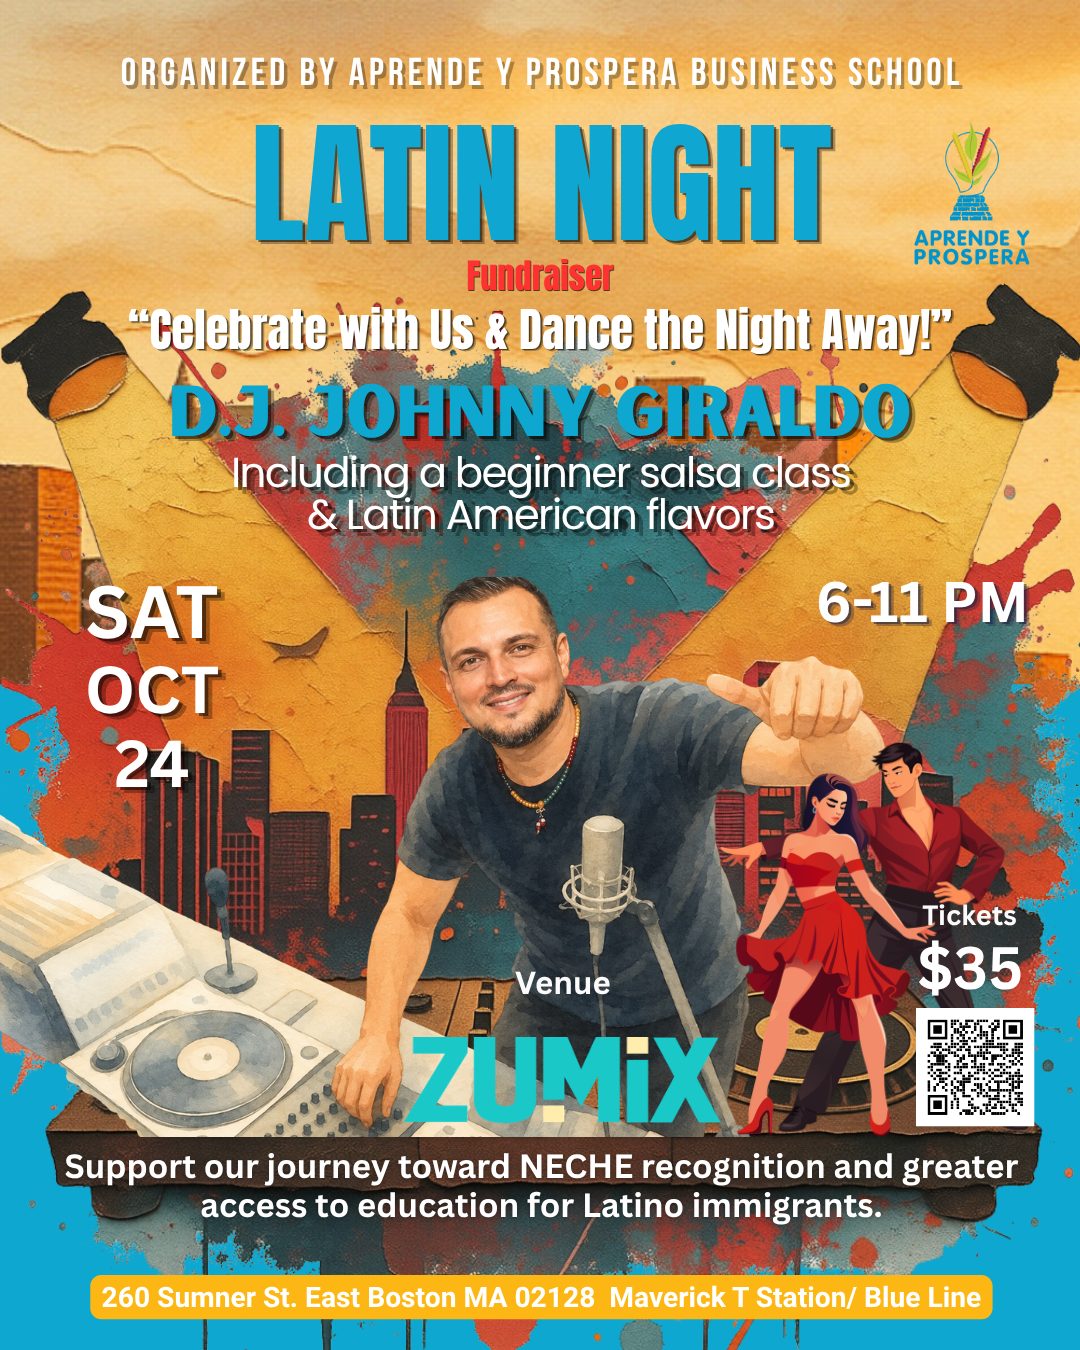 ORGANIZED BY APRENDE Y PROSPERA BUSINESS SCHOOL
LATIN NIGHT
APRENDE Y
PROSPERA
Fundraiser
“Celebrate with Us & Dance the Night Away!”
D.J. JOHNNY GIRALDO
Including a beginner salsa class
& Latin American flavors
SAT
OCT
24
6-11 PM
Tickets
$35
Venue
ZUMiX
Support our journey toward NECHE recognition and greater
access to education for Latino immigrants.
260 Sumner St. East Boston MA 02128 Maverick T Station/ Blue Line